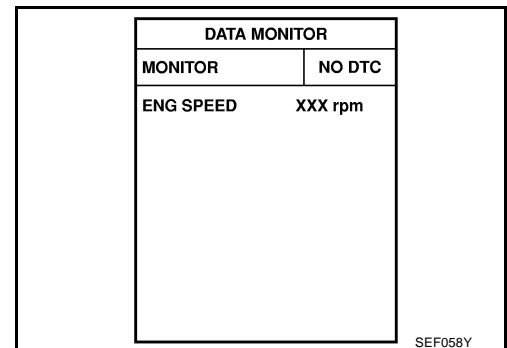 DATA MONITOR
MONITOR NO DTC
ENG SPEED XXX rpm
SEF058Y